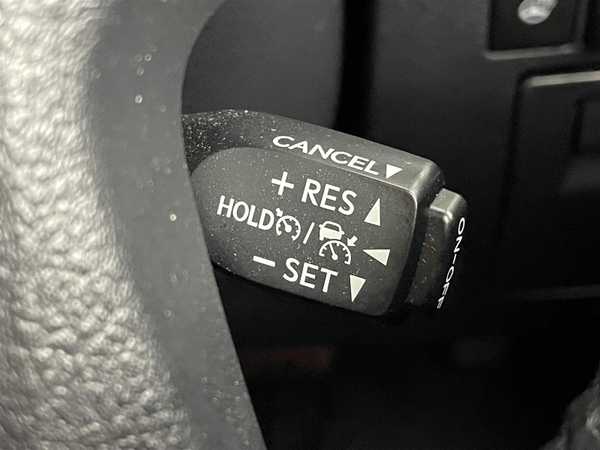 CANCEL▼
+ RES ▲
HOLD / ◀
− SET ▼
ON-OFF